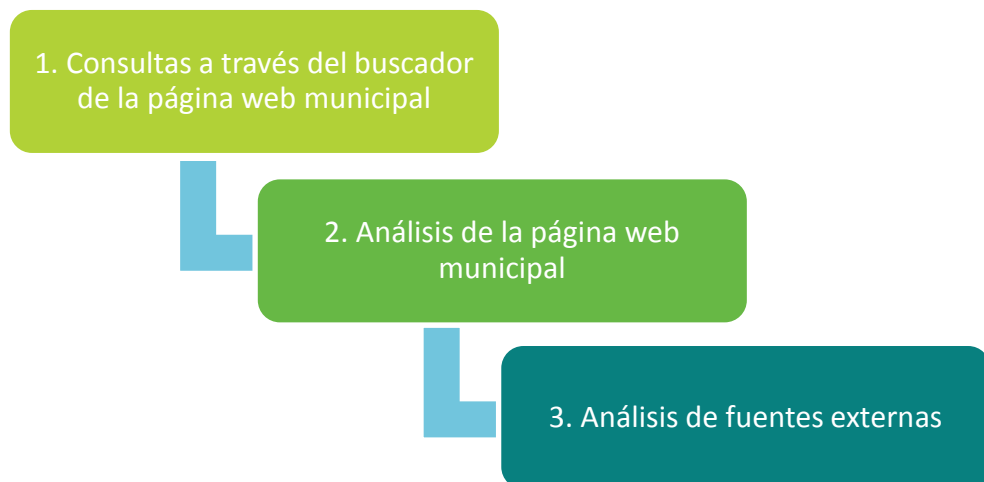 1. Consultas a través del buscador
de la página web municipal
2. Análisis de la página web
municipal
3. Análisis de fuentes externas